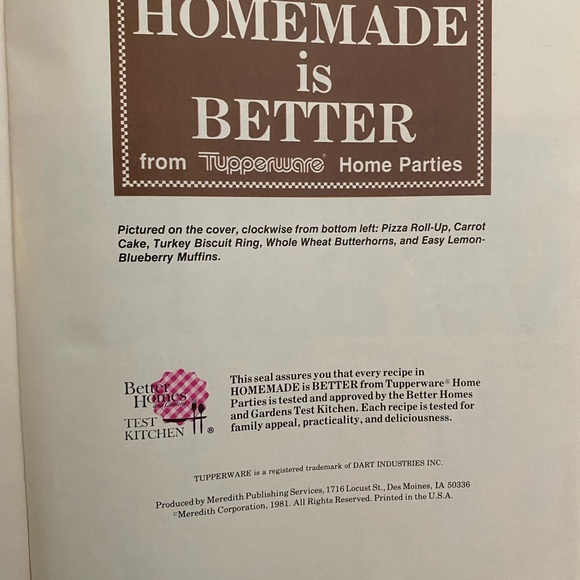 HOMEMADE
is
BETTER
from Tupperware® Home Parties
Pictured on the cover, clockwise from bottom left: Pizza Roll-Up, Carrot
Cake, Turkey Biscuit Ring, Whole Wheat Butterhorns, and Easy Lemon-
Blueberry Muffins.
Better
Homes
and Gardens
TEST
KITCHEN ®
This seal assures you that every recipe in
HOMEMADE is BETTER from Tupperware® Home
Parties is tested and approved by the Better Homes
and Gardens Test Kitchen. Each recipe is tested for
family appeal, practicality, and deliciousness.
TUPPERWARE is a registered trademark of DART INDUSTRIES INC.
Produced by Meredith Publishing Services, 1716 Locust St., Des Moines, IA 50336
©Meredith Corporation, 1981. All Rights Reserved. Printed in the U.S.A.